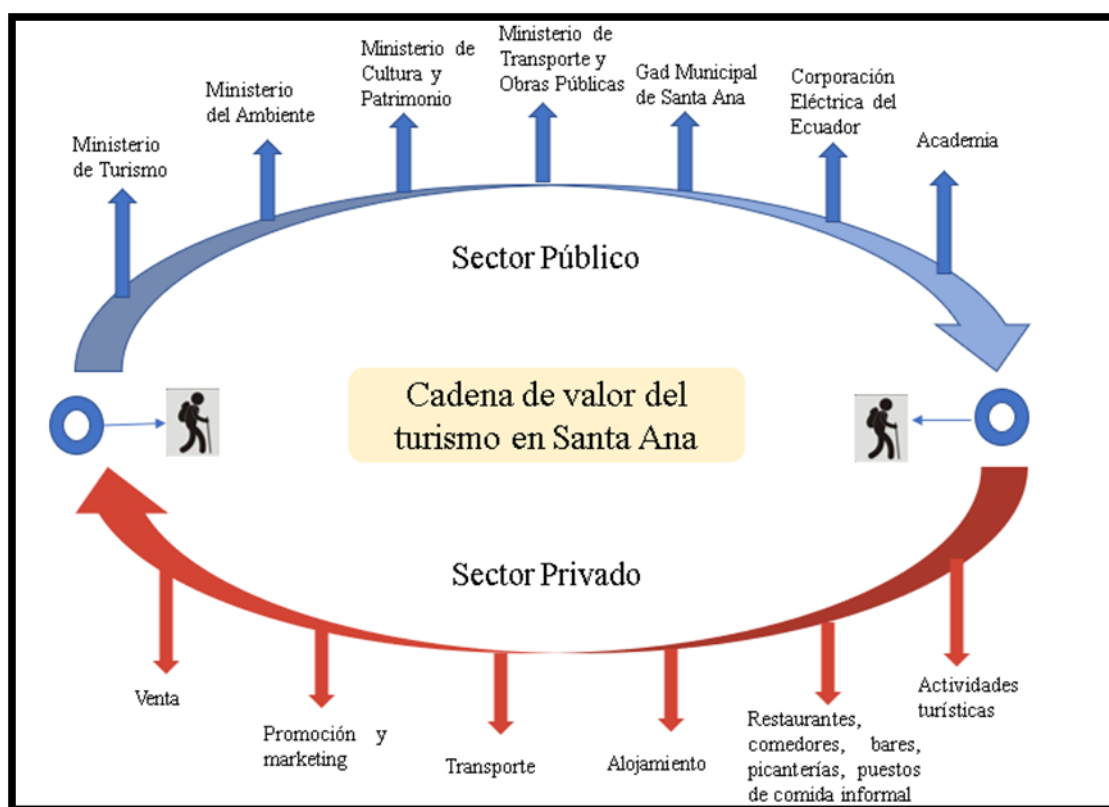 Ministerio de Turismo
Ministerio del Ambiente
Ministerio de Cultura y Patrimonio
Ministerio de Transporte y Obras Públicas
Gad Municipal de Santa Ana
Corporación Eléctrica del Ecuador
Academia
Sector Público
Cadena de valor del
turismo en Santa Ana
Sector Privado
Venta
Promoción y
marketing
Transporte
Alojamiento
Restaurantes,
comedores, bares,
picanterías, puestos
de comida informal
Actividades
turísticas